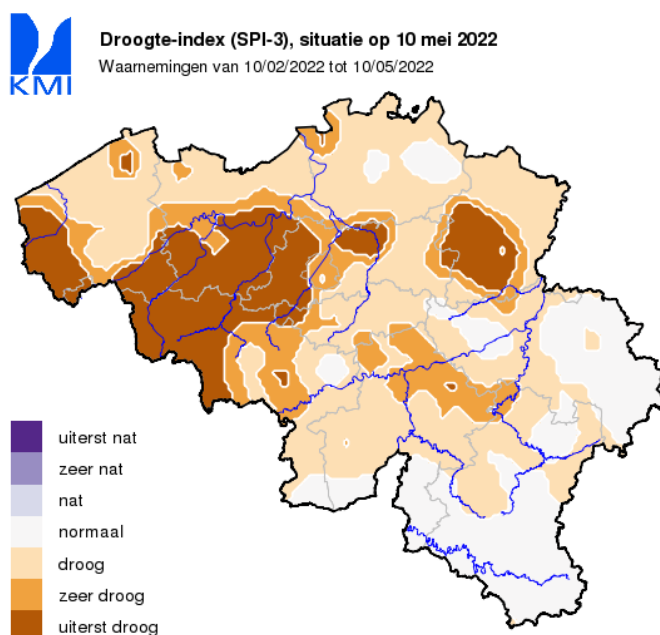 Droogte-index (SPI-3), situatie op 10 mei 2022
Waarnemingen van 10/02/2022 tot 10/05/2022
KMI
uiterst nat
zeer nat
nat
normaal
droog
zeer droog
uiterst droog